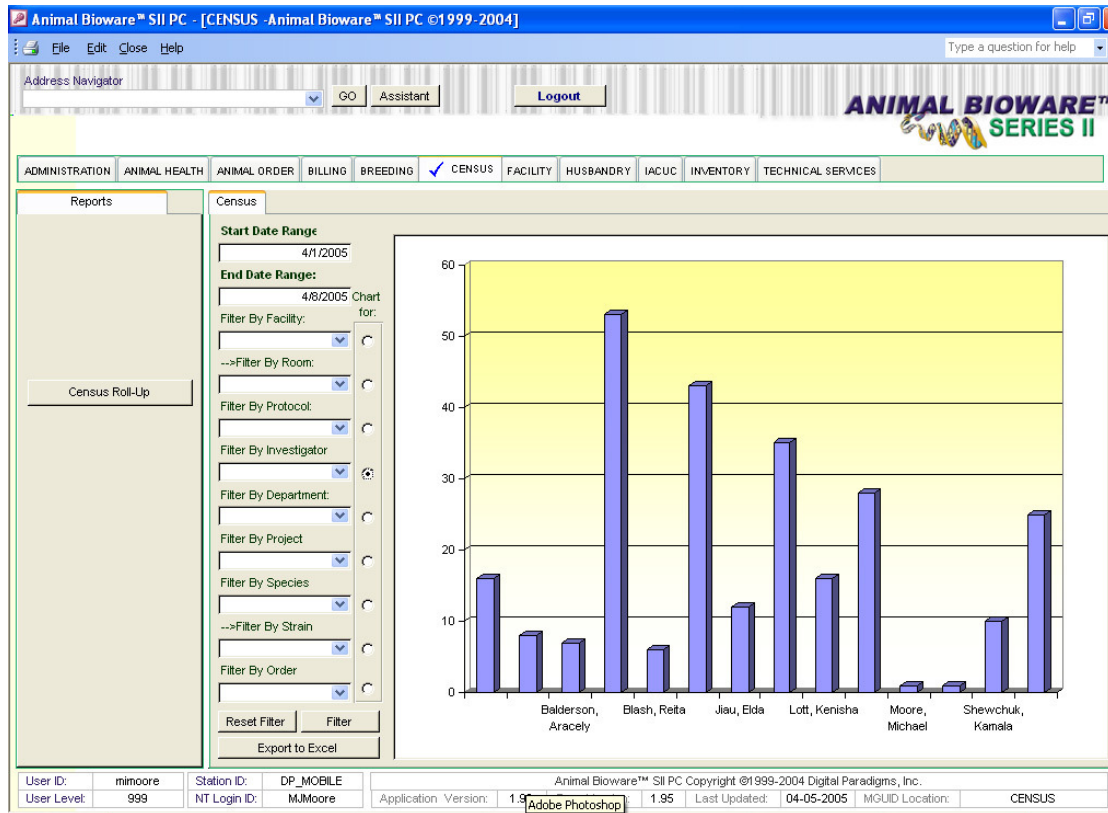 Animal Bioware™ SII PC - [CENSUS -Animal Bioware™ SII PC ©1999-2004]
File Edit Close Help
Type a question for help
Address Navigator
GO Assistant Logout
ANIMAL BIOWARE™
SERIES II
ADMINISTRATION ANIMAL HEALTH ANIMAL ORDER BILLING BREEDING CENSUS FACILITY HUSBANDRY IACUC INVENTORY TECHNICAL SERVICES
Reports
Census Roll-Up
Census
Start Date Range
4/1/2005
End Date Range:
4/8/2005
Chart
for:
Filter By Facility:
-->Filter By Room:
Filter By Protocol:
Filter By Investigator
Filter By Department:
Filter By Project
Filter By Species
-->Filter By Strain
Filter By Order
Reset Filter Filter
Export to Excel
60
50
40
30
20
10
0
Balderson, Blash, Reita Jiau, Elda Lott, Kenisha Moore, Shewchuk,
Aracely Michael Kamala
User ID: mimoore Station ID: DP_MOBILE Animal Bioware™ SII PC Copyright ©1999-2004 Digital Paradigms, Inc.
User Level: 999 NT Login ID: MJMoore Application Version: 1.95 Last Updated: 04-05-2005 MGUID Location: CENSUS
Adobe Photoshop